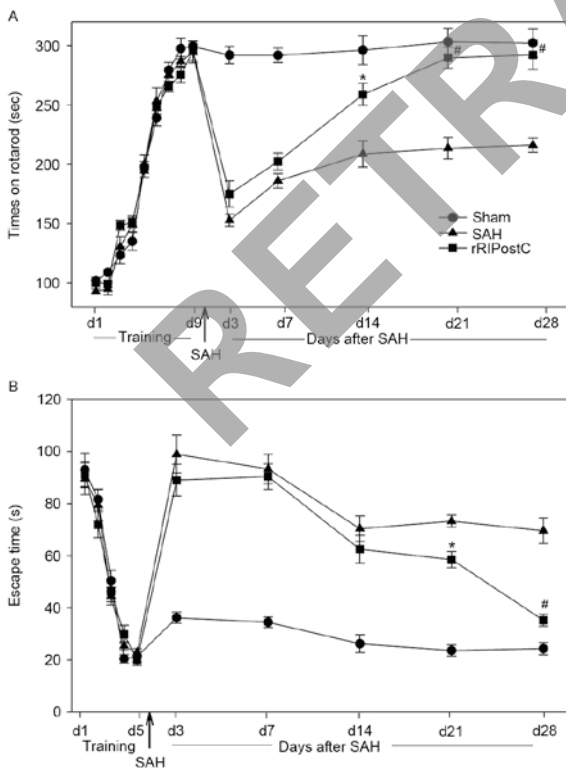 A
300
250
200
150
100
Times on rotarod (sec)
*
#
#
Sham
SAH
rRIPostC
d1
d9
d3
d7
d14
d21
d28
Training
SAH
Days after SAH
B
120
100
80
60
40
20
0
Escape time (s)
*
#
d1
d5
d3
d7
d14
d21
d28
Training
SAH
Days after SAH
RETR